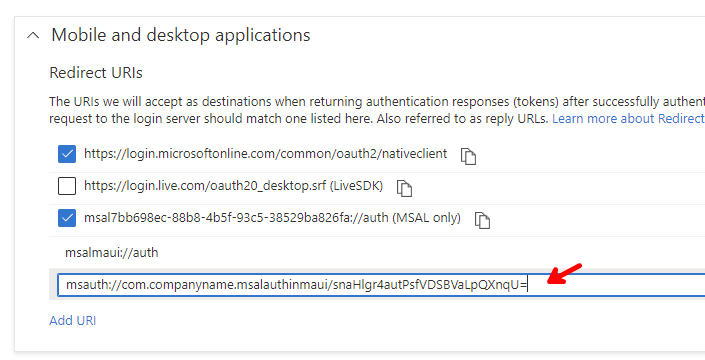 Mobile and desktop applications
Redirect URIs
The URIs we will accept as destinations when returning authentication responses (tokens) after successfully authent
request to the login server should match one listed here. Also referred to as reply URLs. Learn more about Redirect
https://login.microsoftonline.com/common/oauth2/nativeclient
https://login.live.com/oauth20_desktop.srf (LiveSDK)
msal7bb698ec-88b8-4b5f-93c5-38529ba826fa://auth (MSAL only)
msalmaui://auth
msauth://com.companyname.msalauthinmaui/snaHlgr4autPsfVDSBVaLpQXnqU=
Add URI